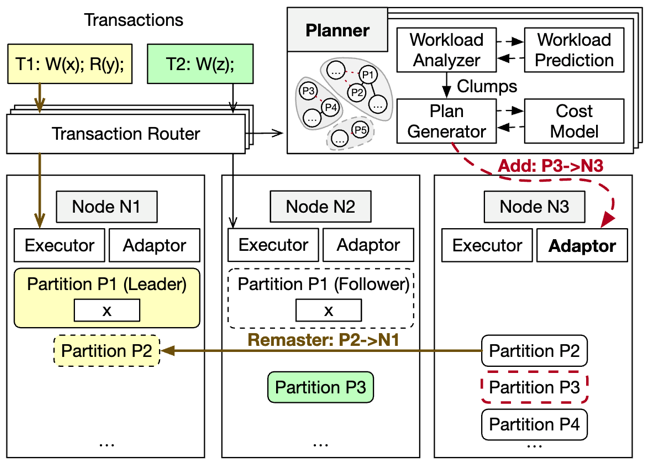 Transactions
T1: W(x); R(y);
T2: W(z);
Transaction Router
Planner
Workload
Analyzer
Workload
Prediction
Clumps
Plan
Generator
Cost
Model
...
P1
P2
...
P3
P4
...
P5
...
Add: P3->N3
Node N1
Executor
Adaptor
Partition P1 (Leader)
x
Partition P2
...
Node N2
Executor
Adaptor
Partition P1 (Follower)
x
Remaster: P2->N1
Partition P3
...
Node N3
Executor
Adaptor
Partition P2
Partition P3
Partition P4
...